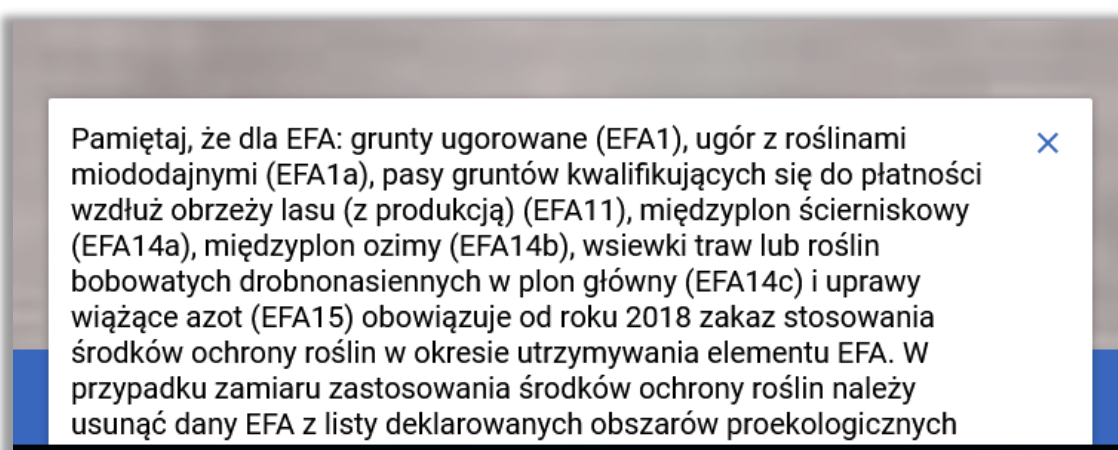 Pamiętaj, że dla EFA: grunty ugorowane (EFA1), ugór z roślinami
miododajnymi (EFA1a), pasy gruntów kwalifikujących się do płatności
wzdłuż obrzeży lasu (z produkcją) (EFA11), międzyplon ścierniskowy
(EFA14a), międzyplon ozimy (EFA14b), wsiewki traw lub roślin
bobowatych drobnonasiennych w plon główny (EFA14c) i uprawy
wiążące azot (EFA15) obowiązuje od roku 2018 zakaz stosowania
środków ochrony roślin w okresie utrzymywania elementu EFA. W
przypadku zamiaru zastosowania środków ochrony roślin należy
usunąć dany EFA z listy deklarowanych obszarów proekologicznych